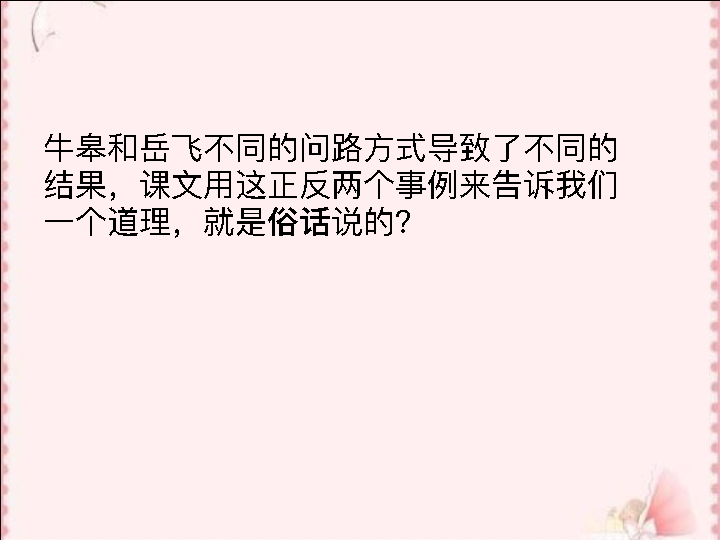 牛皋和岳飞不同的问路方式导致了不同的
结果，课文用这正反两个事例来告诉我们
一个道理，就是俗话说的？